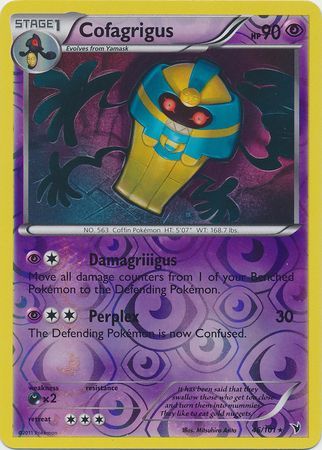 STAGE1
Cofagrigus
HP 90
Evolves from Yamask
NO. 563 Coffin Pokémon HT: 5'07" WT: 168.7 lbs.
Damagriiigus
Move all damage counters from 1 of your Benched
Pokémon to the Defending Pokémon.
Perplex 30
The Defending Pokémon is now Confused.
weakness resistance
×2
retreat
It has been said that they
swallow those who get too close
and turn them into mummies.
They like to eat gold nuggets.
Illus. Mitsuhiro Arita
46/101
©2011 Pokémon